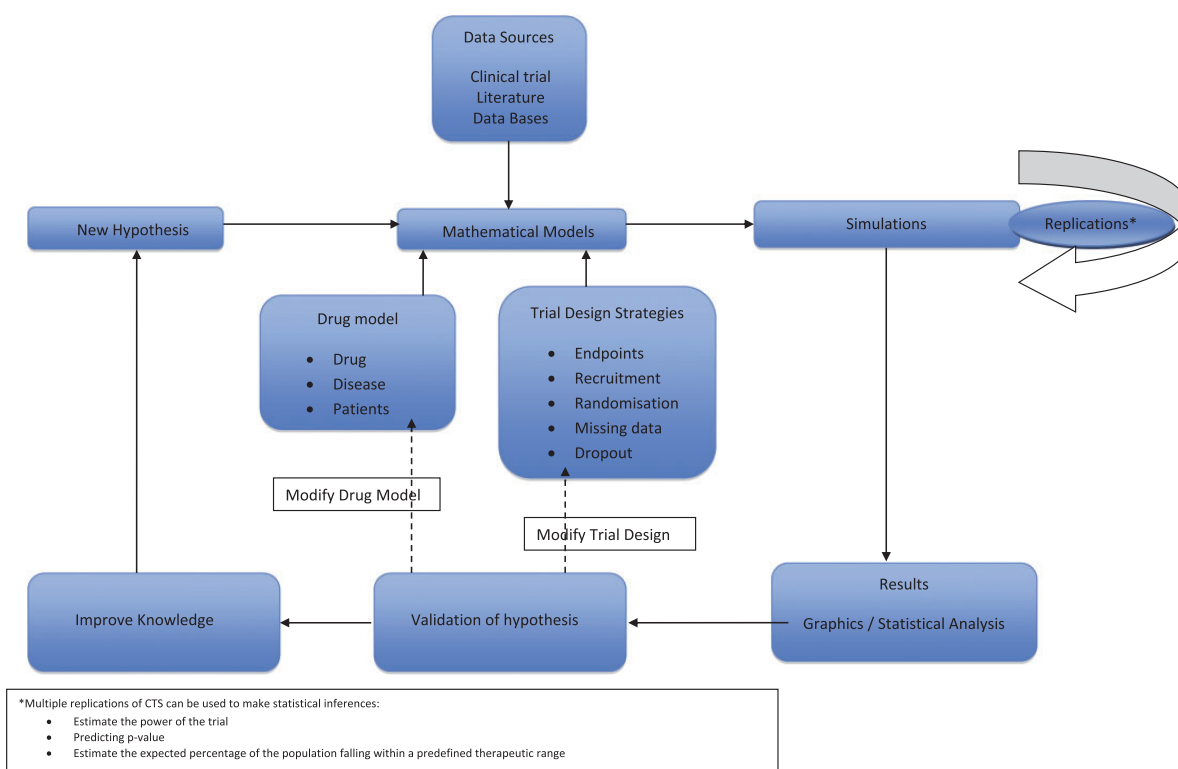 Data Sources
Clinical trial
Literature
Data Bases
New Hypothesis
Mathematical Models
Simulations
Replications*
Drug model
• Drug
• Disease
• Patients
Trial Design Strategies
• Endpoints
• Recruitment
• Randomisation
• Missing data
• Dropout
Modify Drug Model
Modify Trial Design
Improve Knowledge
Validation of hypothesis
Results
Graphics / Statistical Analysis
*Multiple replications of CTS can be used to make statistical inferences:
• Estimate the power of the trial
• Predicting p-value
• Estimate the expected percentage of the population falling within a predefined therapeutic range